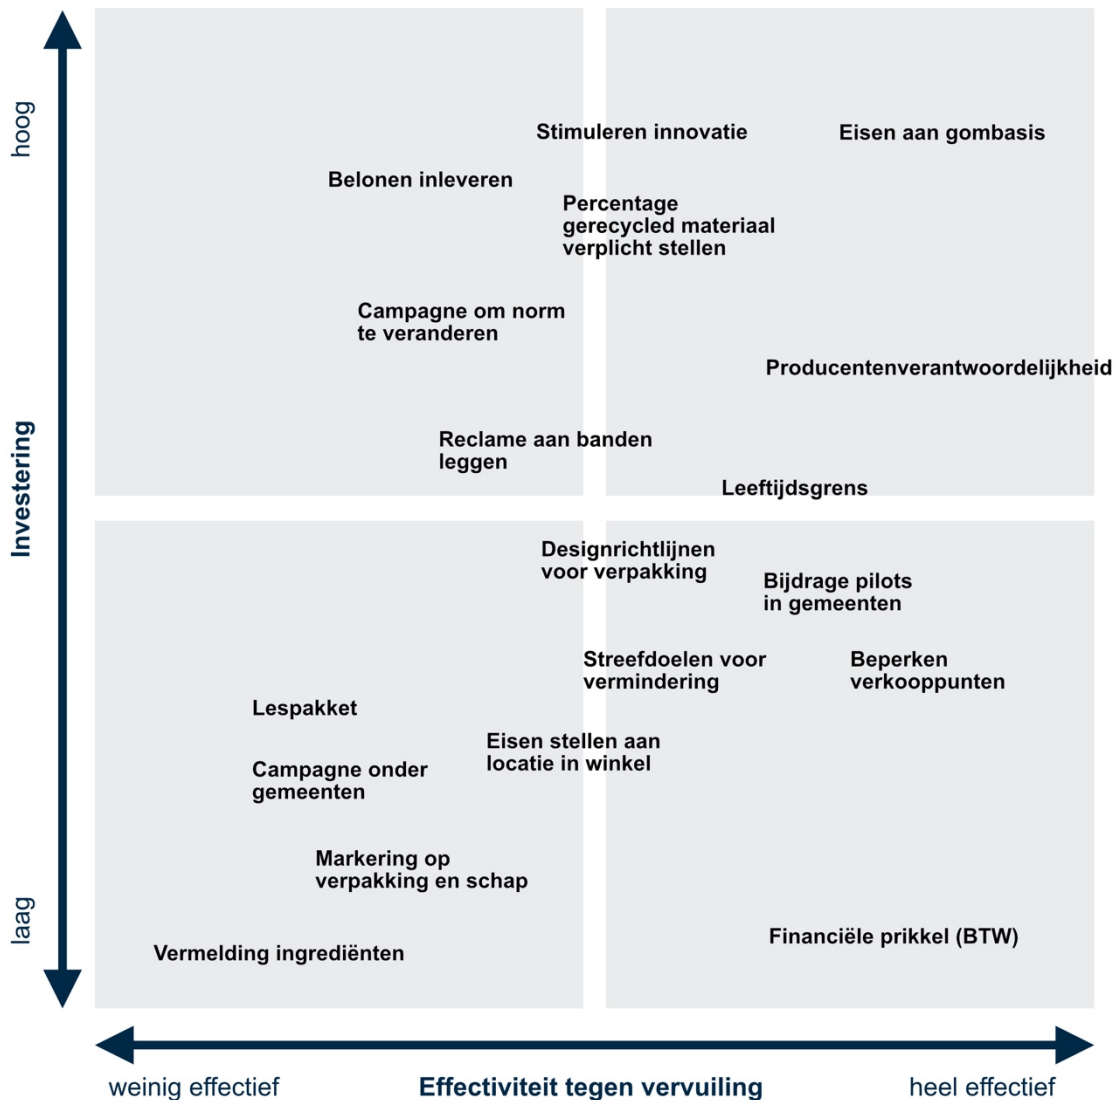 hoog
Stimuleren innovatie
Eisen aan gombasis
Belonen inleveren
Percentage
gerecycled materiaal
verplicht stellen
Campagne om norm
te veranderen
Producentenverantwoordelijkheid
Reclame aan banden
leggen
Leeftijdsgrens
Investering
Designrichtlijnen
voor verpakking
Bijdrage pilots
in gemeenten
Streefdoelen voor
vermindering
Beperken
verkooppunten
Lespakket
Eisen stellen aan
locatie in winkel
Campagne onder
gemeenten
Markering op
verpakking en schap
laag
Financiële prikkel (BTW)
Vermelding ingrediënten
weinig effectief
Effectiviteit tegen vervuiling
heel effectief